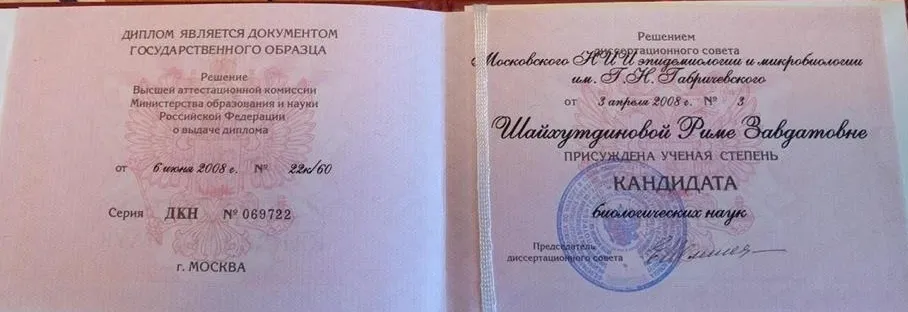 ДИПЛОМ ЯВЛЯЕТСЯ ДОКУМЕНТОМ
ГОСУДАРСТВЕННОГО ОБРАЗЦА
Решение
Высшей аттестационной комиссии
Министерства образования и науки
Российской Федерации
о выдаче диплома
от 6 июня 2008 г. № 22к/60
Серия ДКН № 069722
г. МОСКВА
Решением
диссертационного совета
Московского НИИ эпидемиологии и микробиологии
им. Г.Н. Габричевского
от 3 апреля 2008 г. № 3
Шайхутдиновой Риме Завдатовне
ПРИСУЖДЕНА УЧЕНАЯ СТЕПЕНЬ
КАНДИДАТА
биологических наук
Председатель
диссертационного совета